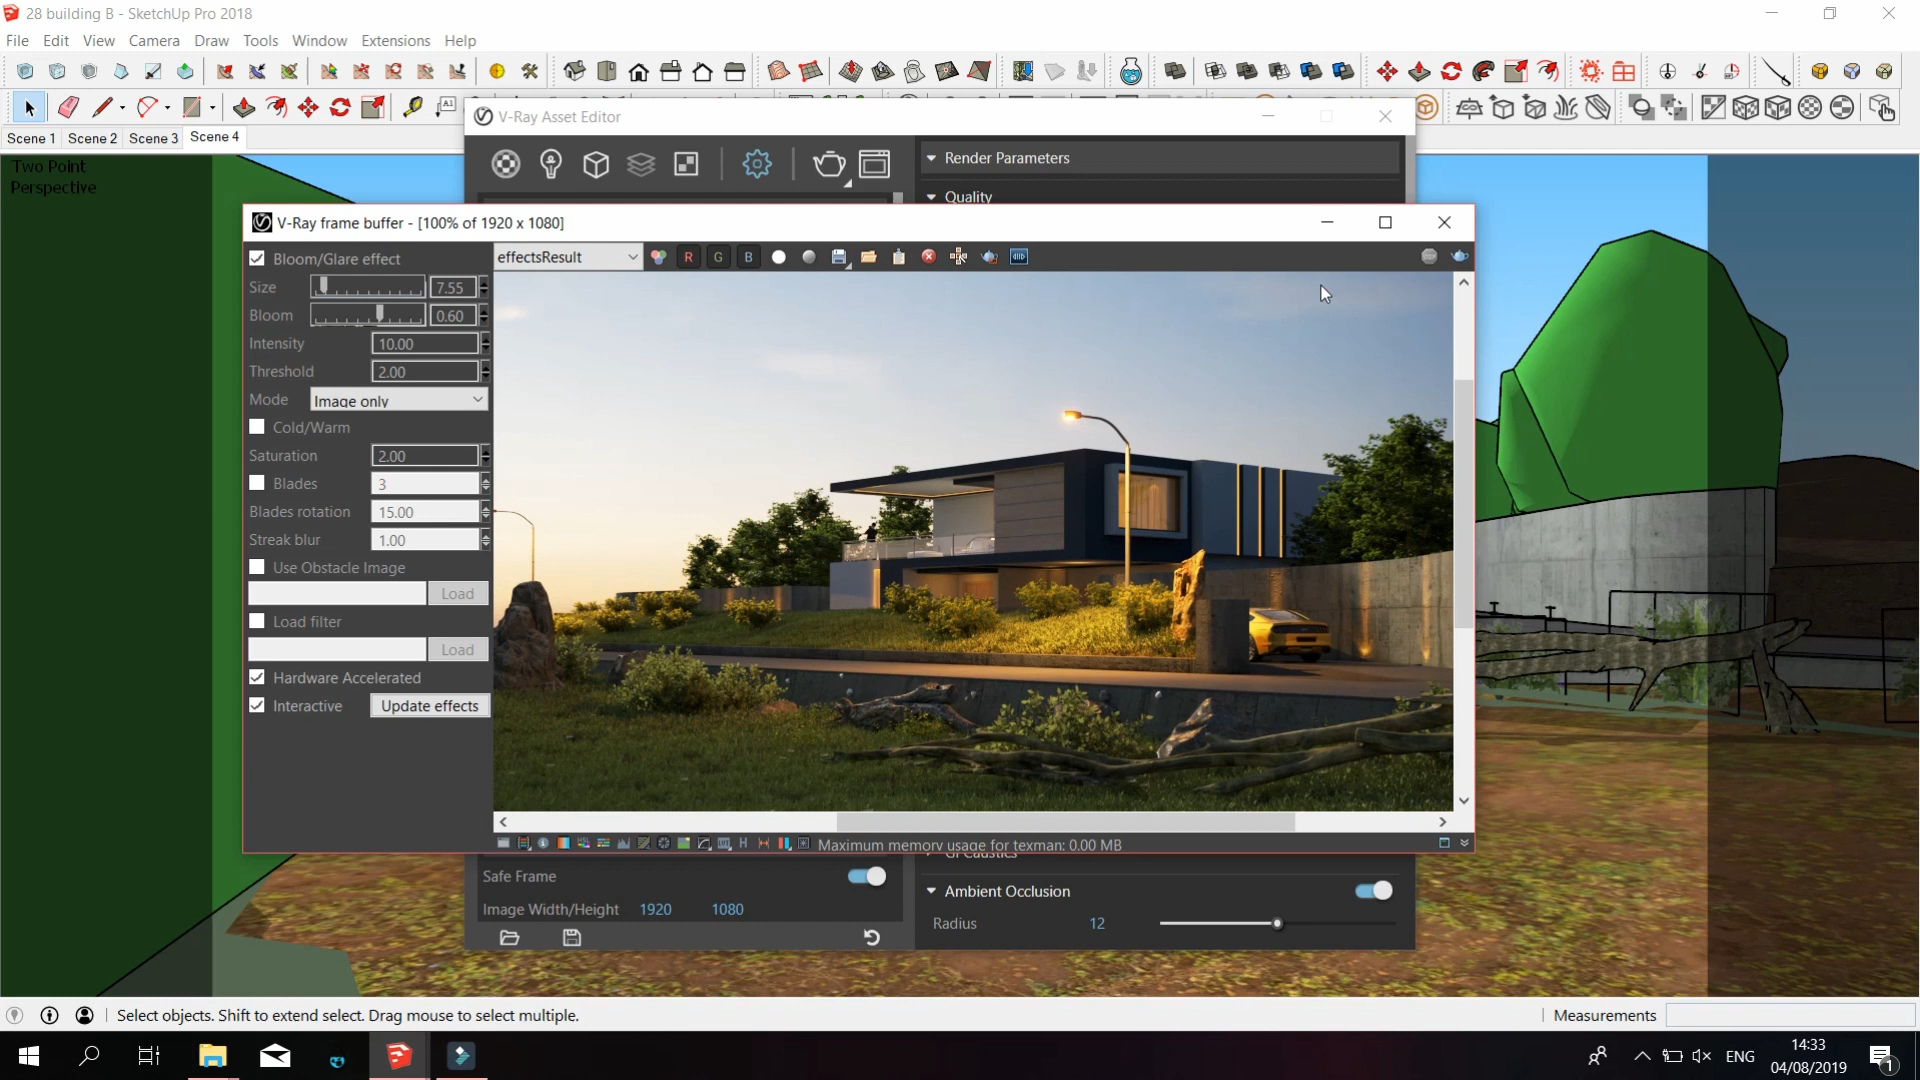 28 building B - SketchUp Pro 2018
File Edit View Camera Draw Tools Window Extensions Help
A1
Scene 1 Scene 2 Scene 3 Scene 4
V-Ray Asset Editor
Two Point
Perspective
Render Parameters
Quality
V-Ray frame buffer - [100% of 1920 x 1080]
Bloom/Glare effect
effectsResult
R G B
Size 7.55
Bloom 0.60
Intensity 10.00
Threshold 2.00
Mode Image only
Cold/Warm
Saturation 2.00
Blades 3
Blades rotation 15.00
Streak blur 1.00
Use Obstacle Image
Load
Load filter
Load
Hardware Accelerated
Interactive Update effects
H
Maximum memory usage for texman: 0.00 MB
GI Caustics
Safe Frame
Ambient Occlusion
Image Width/Height 1920 1080
Radius 12
Select objects. Shift to extend select. Drag mouse to select multiple.
Measurements
ENG
14:33
04/08/2019
1